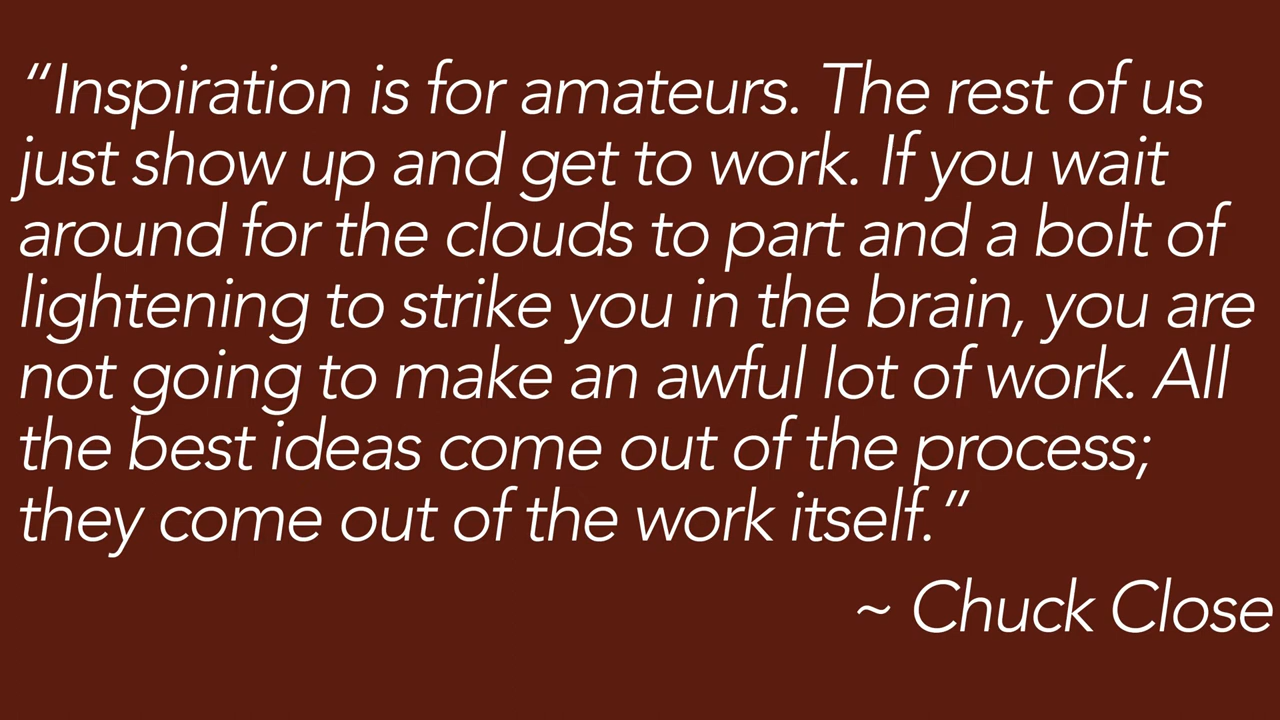 “Inspiration is for amateurs. The rest of us
just show up and get to work. If you wait
around for the clouds to part and a bolt of
lightening to strike you in the brain, you are
not going to make an awful lot of work. All
the best ideas come out of the process;
they come out of the work itself.”
~ Chuck Close